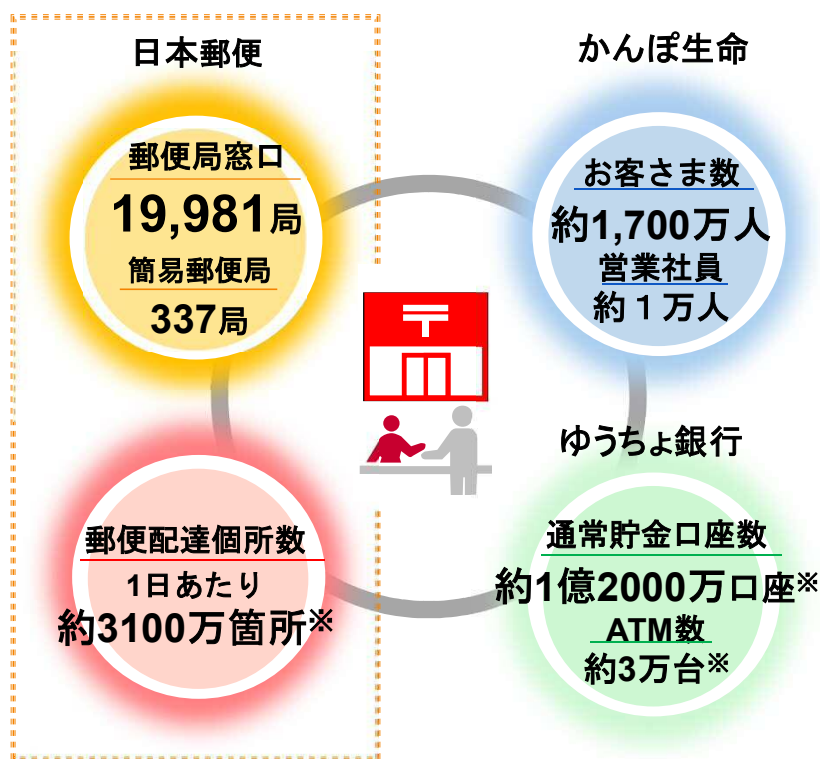 日本郵便
郵便局窓口
19,981局
簡易郵便局
337局
郵便配達個所数
1日あたり
約3100万箇所※
かんぽ生命
お客さま数
約1,700万人
営業社員
約１万人
ゆうちょ銀行
通常貯金口座数
約1億2000万口座※
ATM数
約3万台※